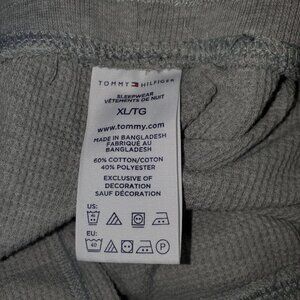 TOMMY HILFIGER
SLEEPWEAR
VÊTEMENTS DE NUIT
XL/TG
www.tommy.com
MADE IN BANGLADESH
FABRIQUÉ AU
BANGLADESH
60% COTTON/COTON
40% POLYESTER
EXCLUSIVE OF
DECORATION
SAUF DÉCORATION
US:
EU:
40
P